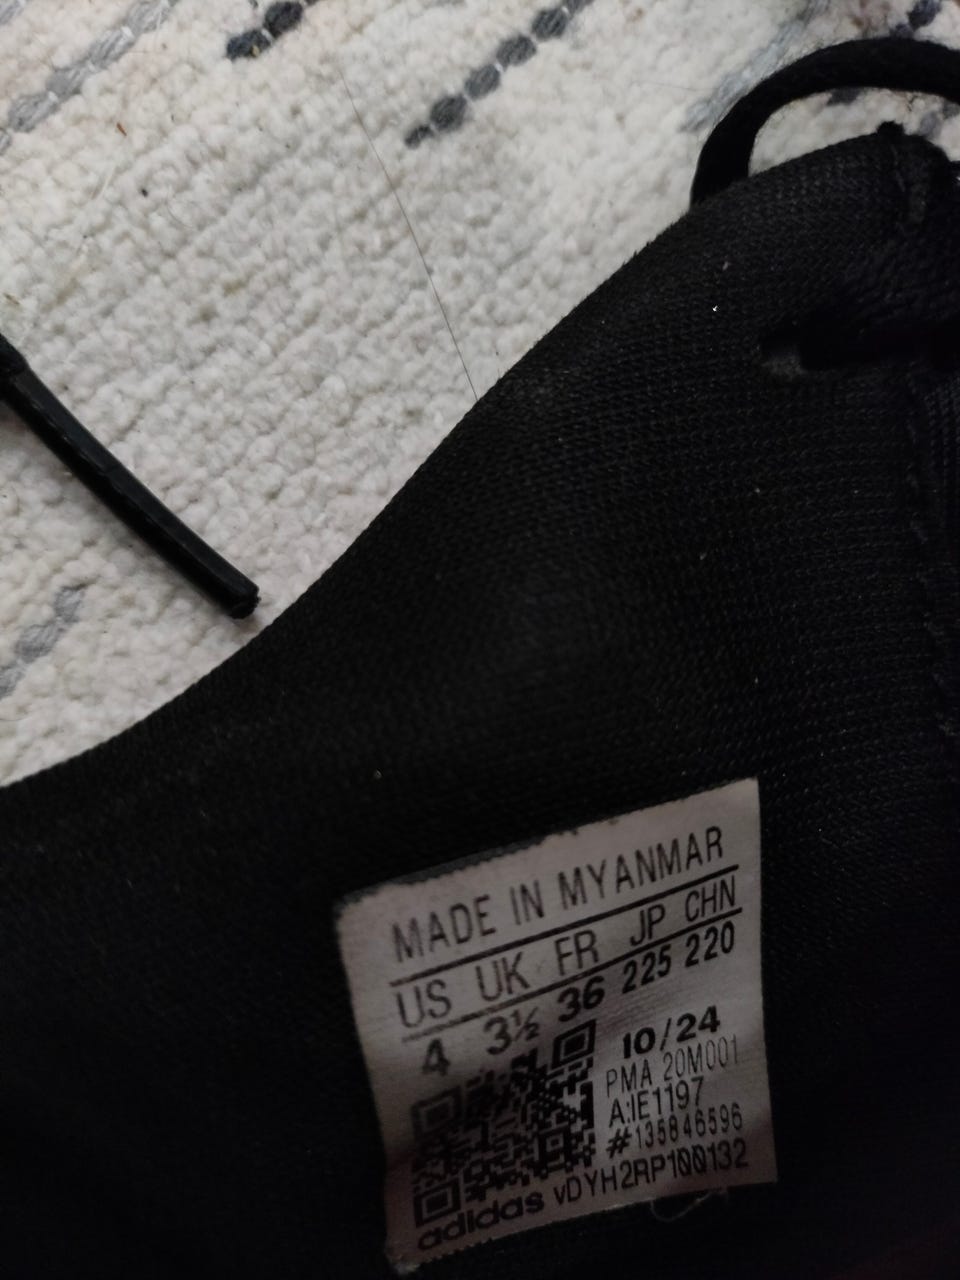 MADE IN MYANMAR
US UK FR JP CHN
4 3½ 36 225 220
10/24
PMA 20M001
A:IE1197
#135846596
adidas vDYH2RP100132